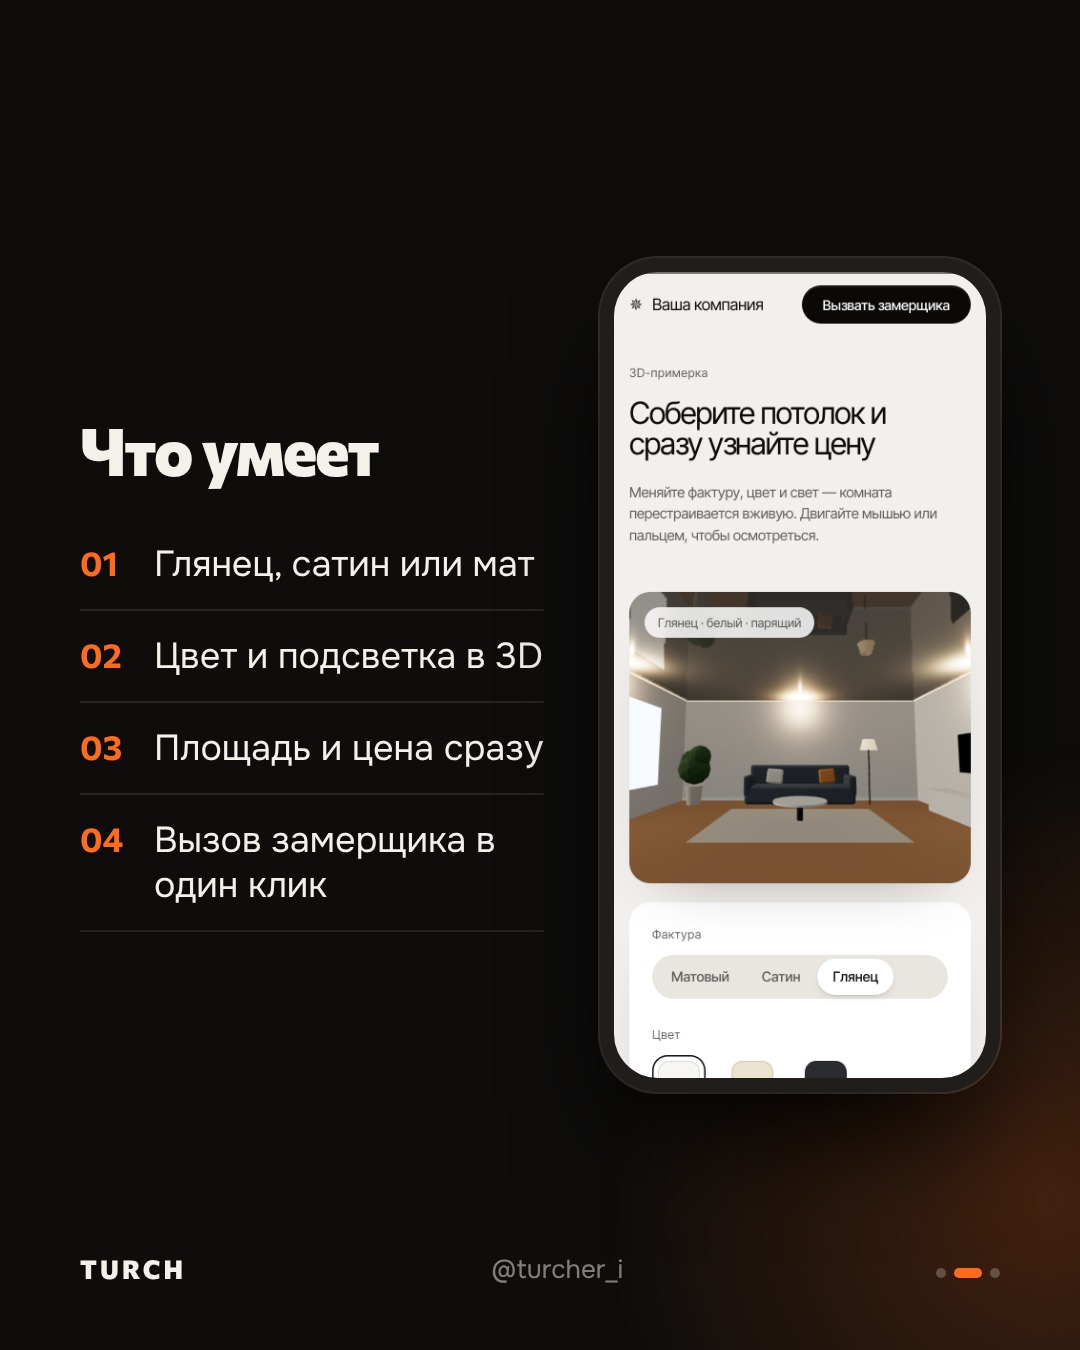 Что умеет
01 Глянец, сатин или мат
02 Цвет и подсветка в 3D
03 Площадь и цена сразу
04 Вызов замерщика в
один клик
Ваша компания
Вызвать замерщика
3D-примерка
Соберите потолок и
сразу узнайте цену
Меняйте фактуру, цвет и свет — комната
перестраивается вживую. Двигайте мышью или
пальцем, чтобы осмотреться.
Глянец · белый · парящий
Фактура
Матовый Сатин Глянец
Цвет
TURCH
@turcher_i